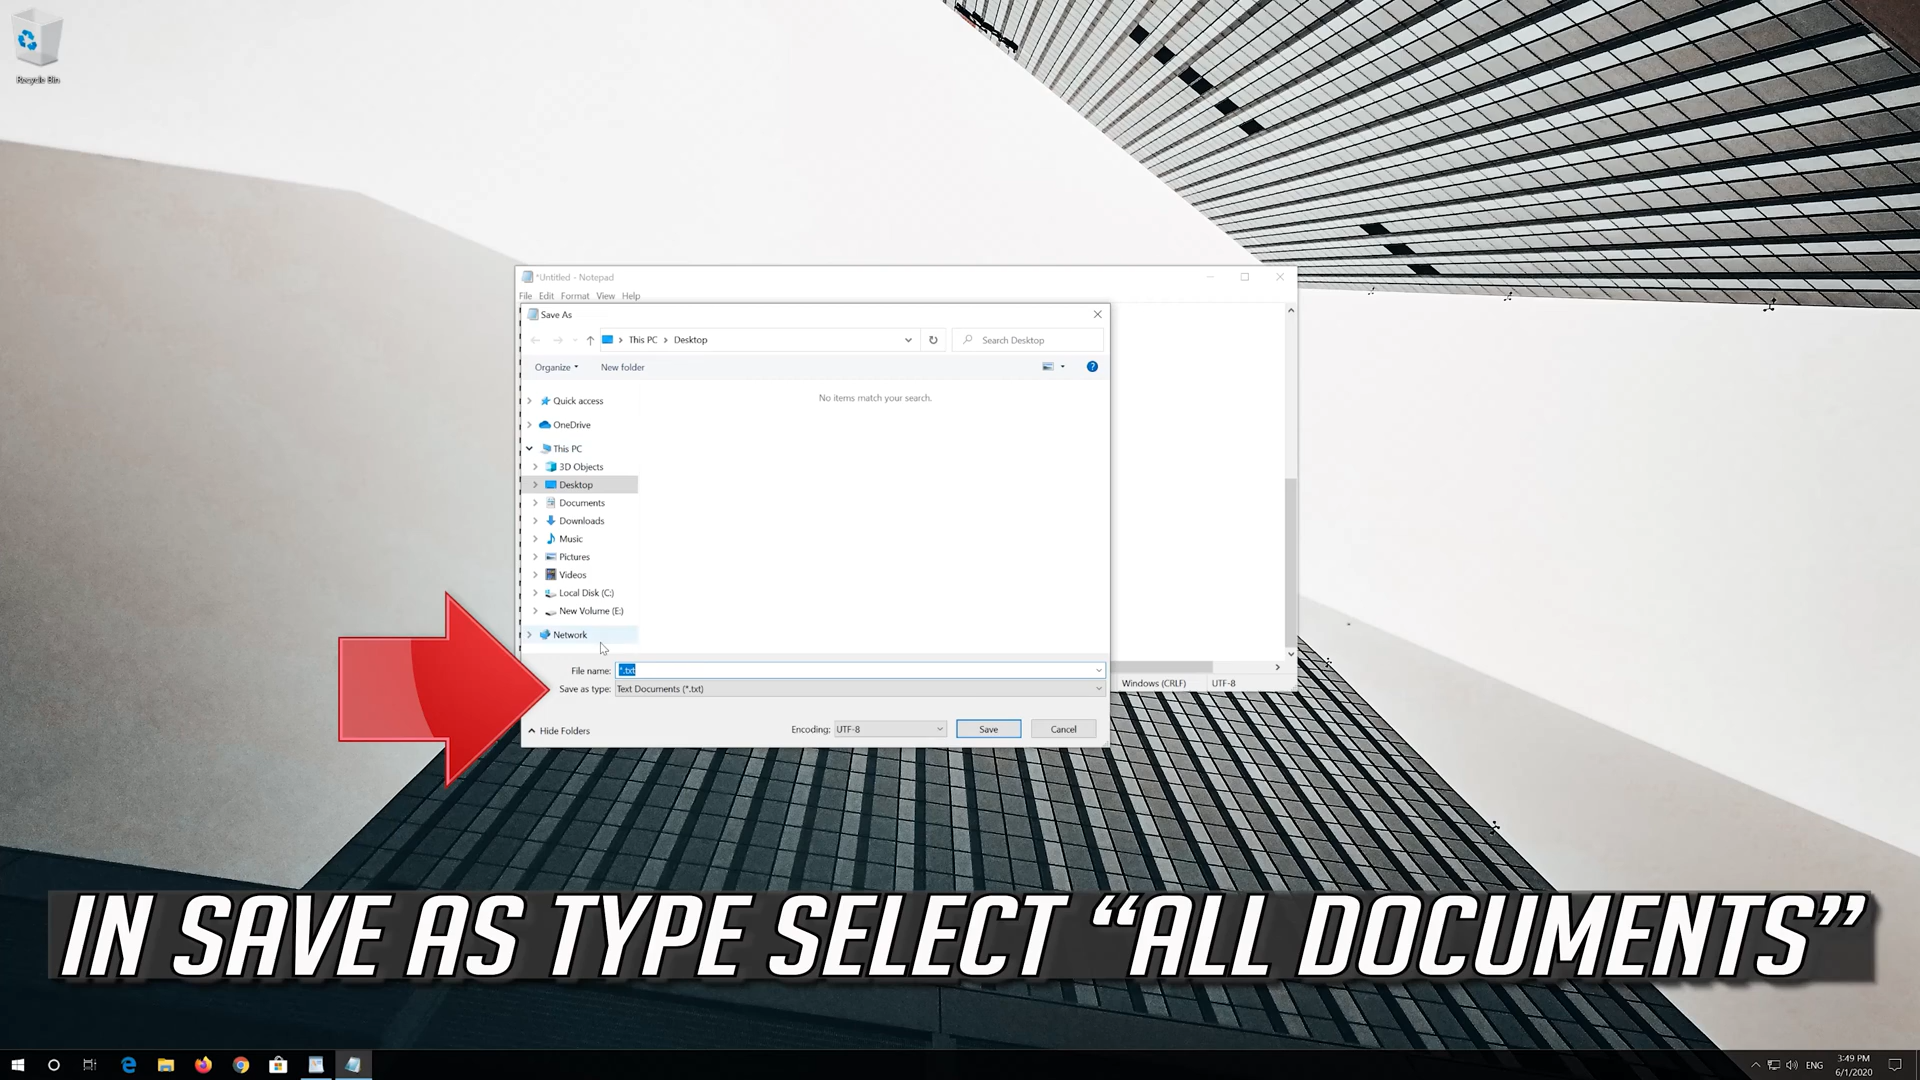 Recycle Bin
*Untitled - Notepad
File Edit Format View Help
Save As
This PC Desktop
Search Desktop
Organize New folder
No items match your search.
Quick access
OneDrive
This PC
3D Objects
Desktop
Documents
Downloads
Music
Pictures
Videos
Local Disk (C:)
New Volume (E:)
Network
File name: *.txt
Save as type: Text Documents (*.txt)
Windows (CRLF) UTF-8
Hide Folders
Encoding: UTF-8 Save Cancel
IN SAVE AS TYPE SELECT “ALL DOCUMENTS”
ENG
3:49 PM
6/1/2020